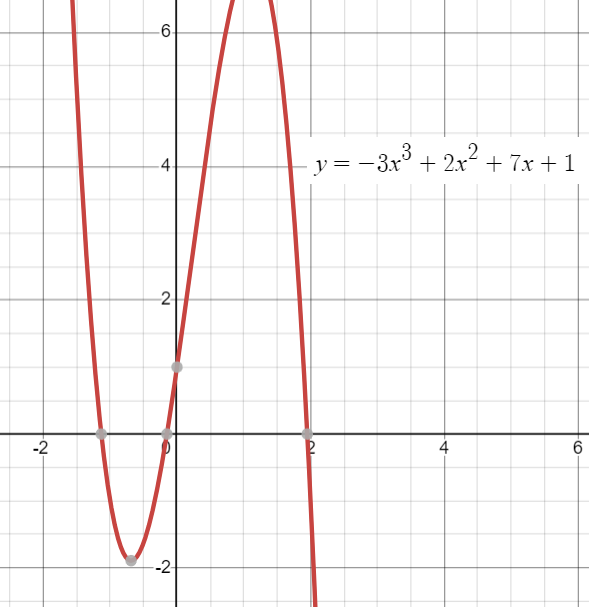 6
y = −3x³ + 2x² + 7x + 1
4
2
-2 0 2 4 6
-2